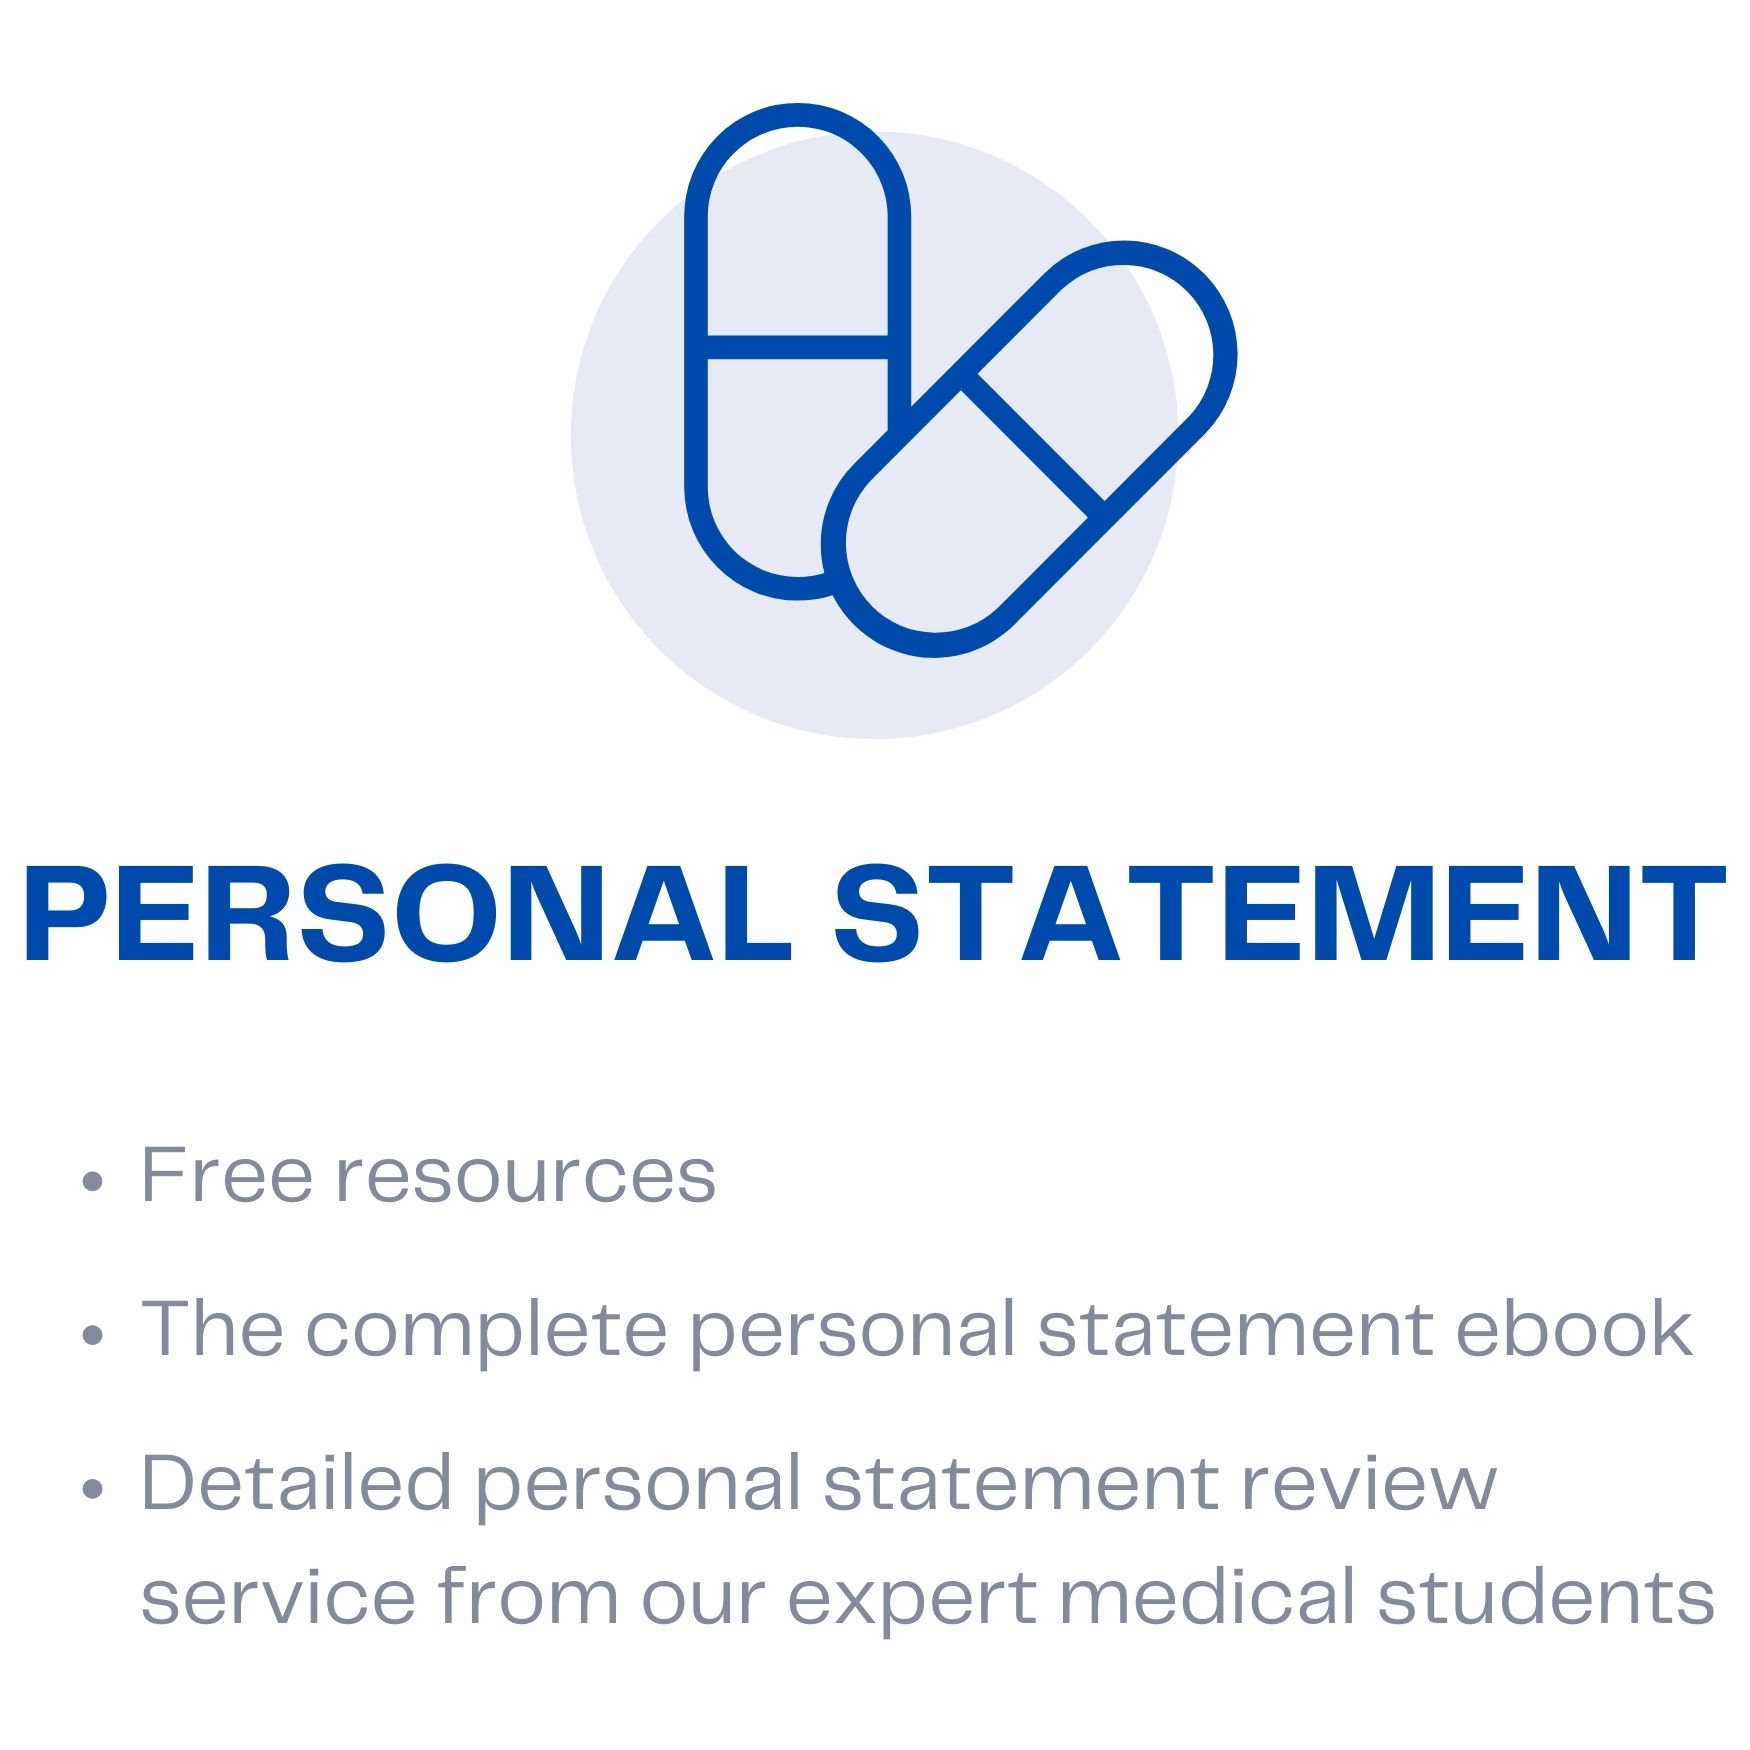 PERSONAL STATEMENT
• Free resources
• The complete personal statement ebook
• Detailed personal statement review
service from our expert medical students